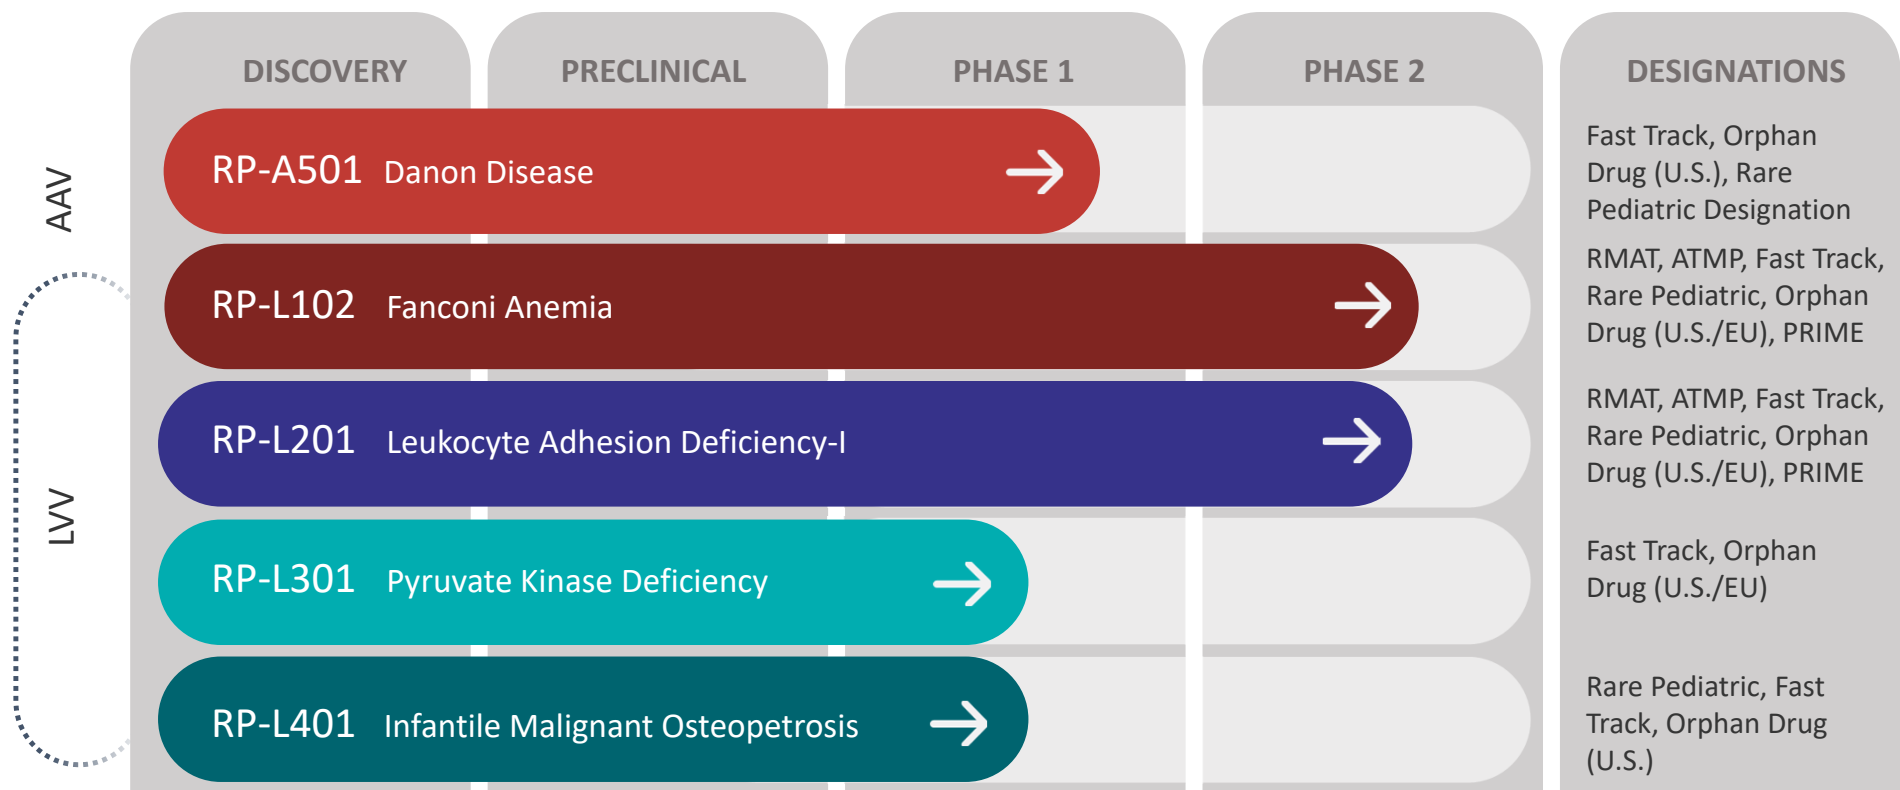 DISCOVERY PRECLINICAL PHASE 1 PHASE 2 DESIGNATIONS
AAV
RP-A501 Danon Disease
Fast Track, Orphan
Drug (U.S.), Rare
Pediatric Designation
LVV
RP-L102 Fanconi Anemia
RMAT, ATMP, Fast Track,
Rare Pediatric, Orphan
Drug (U.S./EU), PRIME
RP-L201 Leukocyte Adhesion Deficiency-I
RMAT, ATMP, Fast Track,
Rare Pediatric, Orphan
Drug (U.S./EU), PRIME
RP-L301 Pyruvate Kinase Deficiency
Fast Track, Orphan
Drug (U.S./EU)
RP-L401 Infantile Malignant Osteopetrosis
Rare Pediatric, Fast
Track, Orphan Drug
(U.S.)